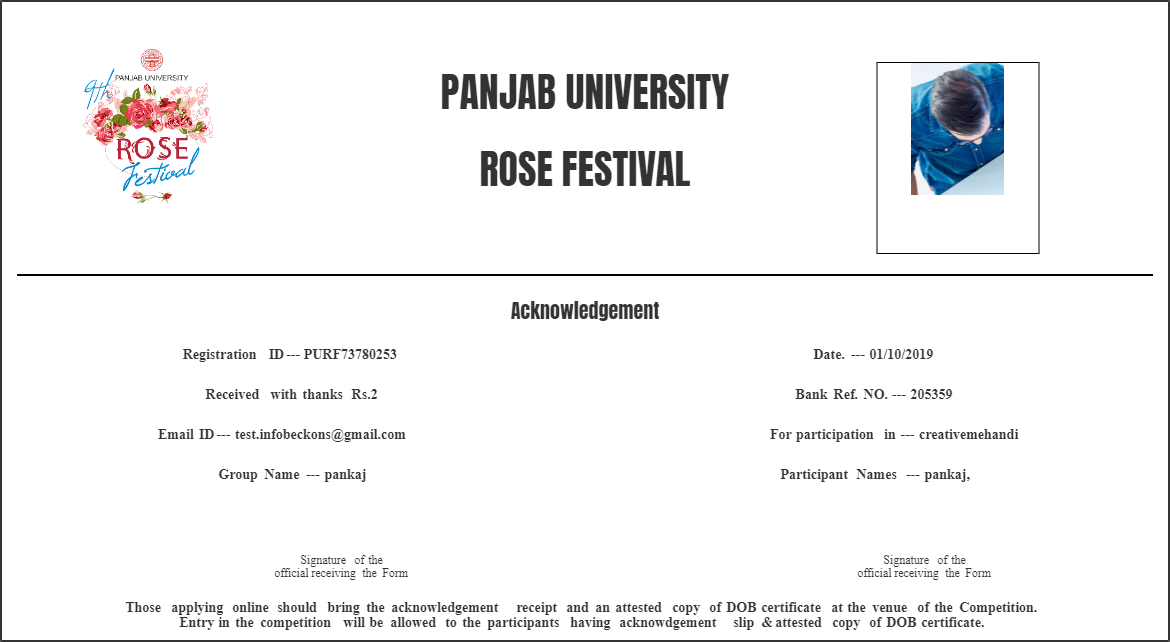 9th
PANJAB UNIVERSITY
ROSE
Festival
PANJAB UNIVERSITY
ROSE FESTIVAL
Acknowledgement
Registration ID --- PURF73780253
Date. --- 01/10/2019
Received with thanks Rs.2
Bank Ref. NO. --- 205359
Email ID --- test.infobeckons@gmail.com
For participation in --- creativemehandi
Group Name --- pankaj
Participant Names --- pankaj,
Signature of the
official receiving the Form
Signature of the
official receiving the Form
Those applying online should bring the acknowledgement receipt and an attested copy of DOB certificate at the venue of the Competition.
Entry in the competition will be allowed to the participants having acknowdgement slip & attested copy of DOB certificate.